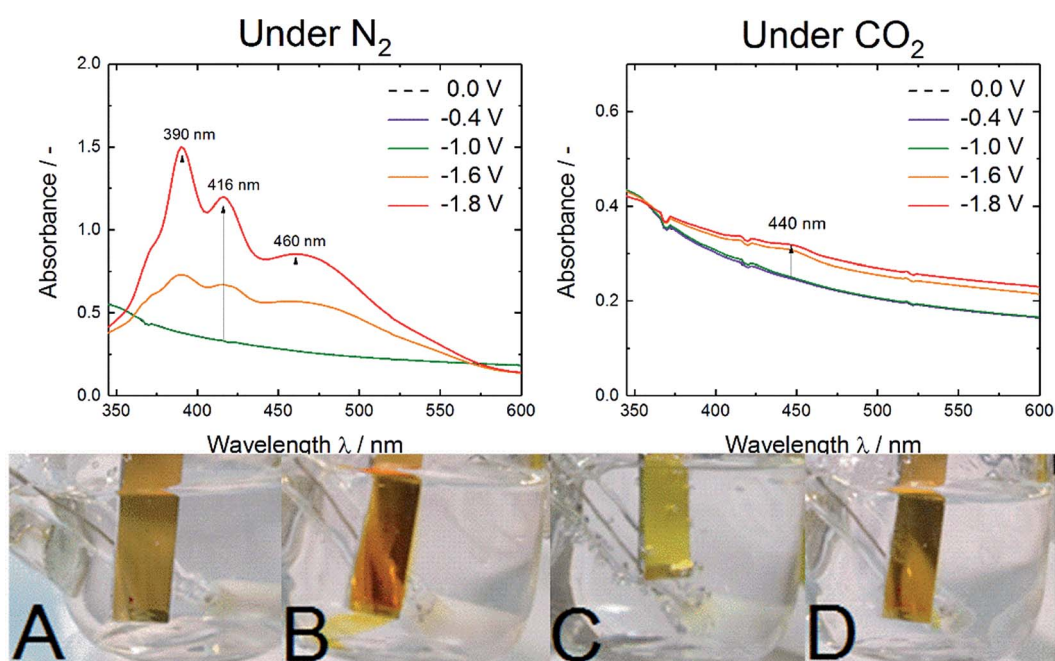 Under N₂
2.0
1.5
1.0
0.5
0.0
Absorbance / -
350 400 450 500 550 600
Wavelength λ / nm
0.0 V
-0.4 V
-1.0 V
-1.6 V
-1.8 V
390 nm
416 nm
460 nm
Under CO₂
0.6
0.4
0.2
0.0
Absorbance / -
350 400 450 500 550 600
Wavelength λ / nm
0.0 V
-0.4 V
-1.0 V
-1.6 V
-1.8 V
440 nm
A B C D